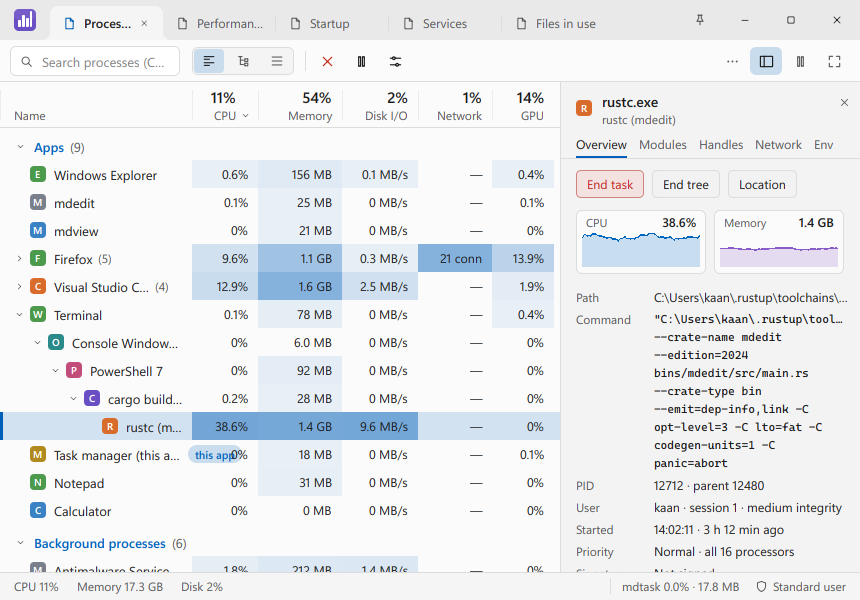 Proces...
Performan...
Startup
Services
Files in use
Search processes (C...
Name
11%
CPU
54%
Memory
2%
Disk I/O
1%
Network
14%
GPU
Apps (9)
E Windows Explorer 0.6% 156 MB 0.1 MB/s — 0.4%
M mdedit 0.1% 25 MB 0 MB/s — 0.1%
M mdview 0% 21 MB 0 MB/s — 0%
F Firefox (5) 9.6% 1.1 GB 0.3 MB/s 21 conn 13.9%
C Visual Studio C... (4) 12.9% 1.6 GB 2.5 MB/s — 1.9%
W Terminal 0.1% 78 MB 0 MB/s — 0.4%
O Console Window... 0% 6.0 MB 0 MB/s — 0%
P PowerShell 7 0% 92 MB 0 MB/s — 0%
C cargo build... 0.2% 28 MB 0 MB/s — 0%
R rustc (m... 38.6% 1.4 GB 9.6 MB/s — 0%
M Task manager (this a... this app 0% 18 MB 0 MB/s — 0.1%
N Notepad 0% 31 MB 0 MB/s — 0%
C Calculator 0% 0 MB 0 MB/s — 0%
Background processes (6)
Antimalware Service... 1.8% 212 MB 1.4 MB/s — 0%
R rustc.exe
rustc (mdedit)
Overview Modules Handles Network Env
End task End tree Location
CPU 38.6%
Memory 1.4 GB
Path C:\Users\kaan\.rustup\toolchains\...
Command "C:\Users\kaan\.rustup\tool...
--crate-name mdedit
--edition=2024
bins/mdedit/src/main.rs
--crate-type bin
--emit=dep-info,link -C
opt-level=3 -C lto=fat -C
codegen-units=1 -C
panic=abort
PID 12712 · parent 12480
User kaan · session 1 · medium integrity
Started 14:02:11 · 3 h 12 min ago
Priority Normal · all 16 processors
CPU 11% Memory 17.3 GB Disk 2%
mdtask 0.0% · 17.8 MB Standard user